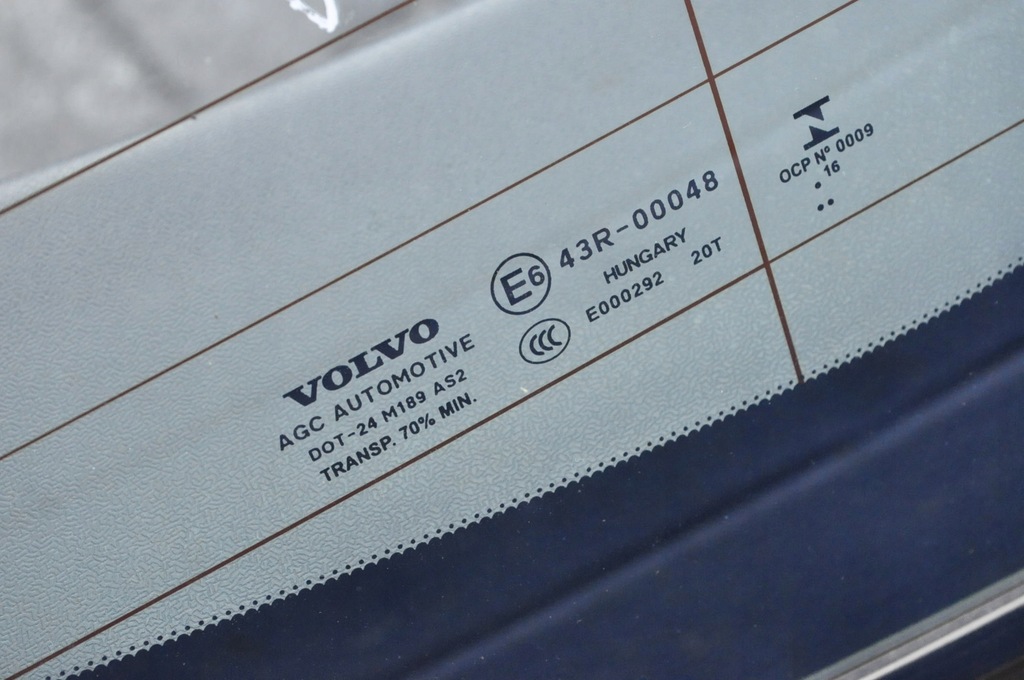 VOLVO
AGC AUTOMOTIVE
DOT-24 M189 AS2
TRANSP. 70% MIN.
E6 43R-00048
HUNGARY
CCC E000292 20T
OCP Nº 0009
16